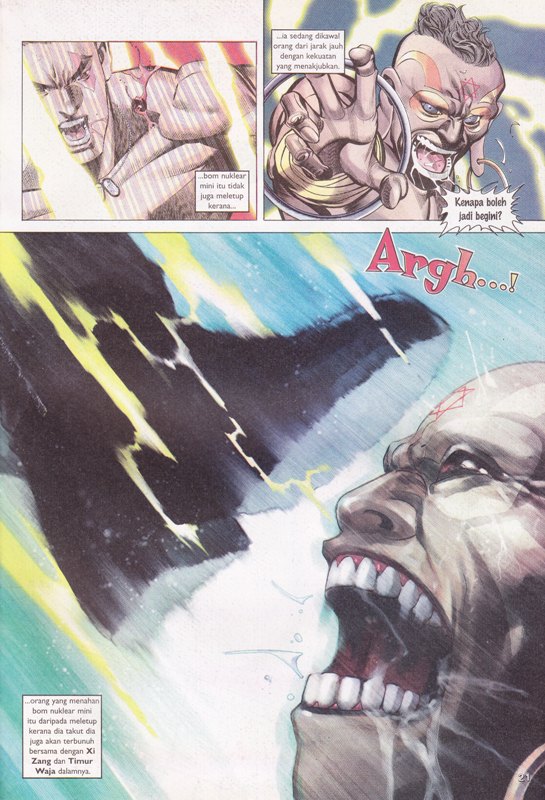 ...bom nuklear
mini itu tidak
juga meletup
kerana...
...ia sedang dikawal
orang dari jarak jauh
dengan kekuatan
yang menakjubkan.
Kenapa boleh
jadi begini?
Argh...!
...orang yang menahan
bom nuklear mini
itu daripada meletup
kerana dia takut dia
juga akan terbunuh
bersama dengan Xi
Zang dan Timur
Waja dalamnya.
21